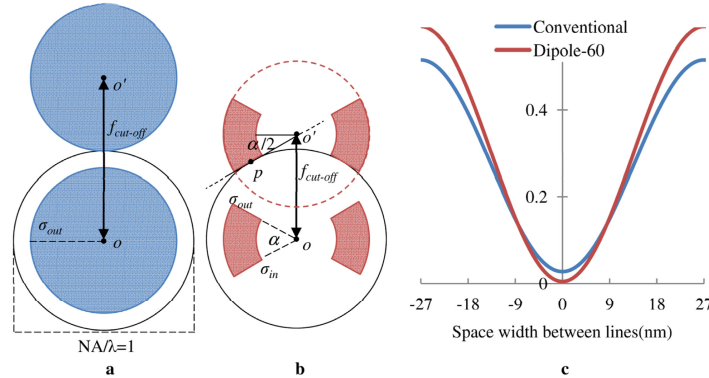 o'
f_cut-off
σ_out
o
NA/λ=1
a
o'
α/2
p
f_cut-off
σ_out
α
o
σ_in
b
Conventional
Dipole-60
0.4
0.2
0
-27 -18 -9 0 9 18 27
Space width between lines(nm)
c